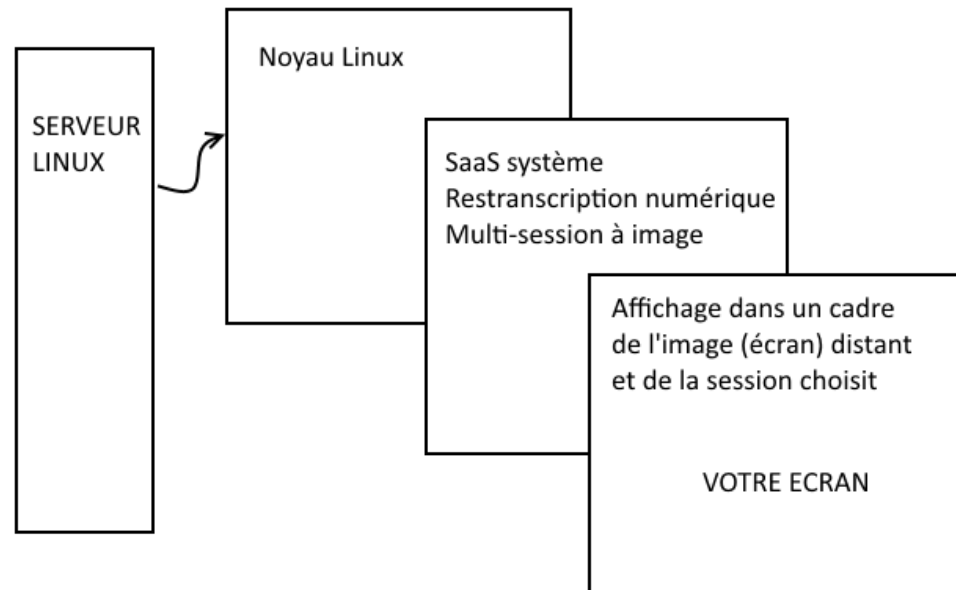 SERVEUR
LINUX
Noyau Linux
SaaS système
Restranscription numérique
Multi-session à image
Affichage dans un cadre
de l'image (écran) distant
et de la session choisit
VOTRE ECRAN